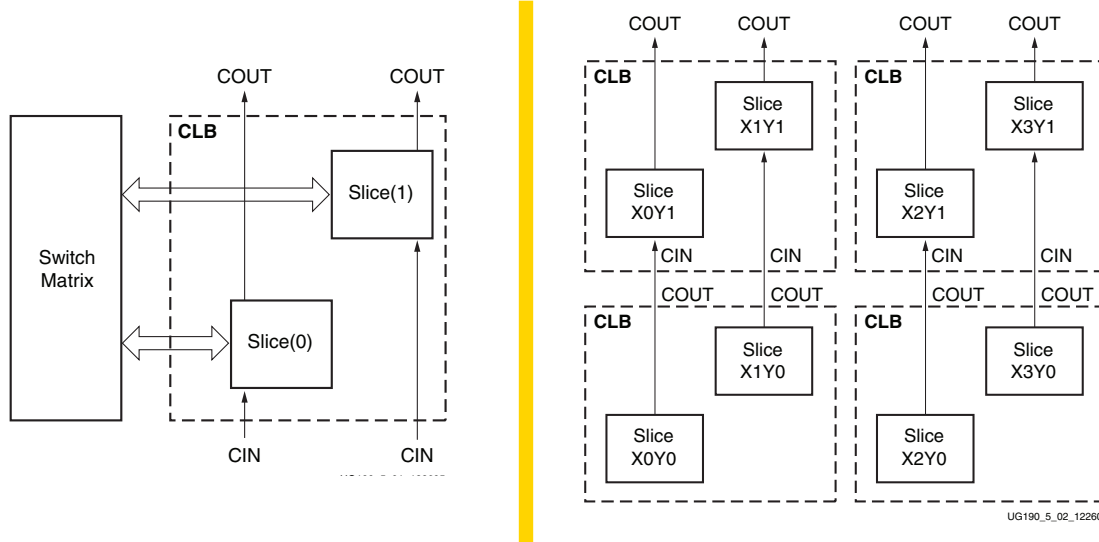 COUT
COUT
CLB
Slice(1)
Switch
Matrix
Slice(0)
CIN
CIN
COUT
COUT
COUT
COUT
CLB
CLB
Slice
X1Y1
Slice
X3Y1
Slice
X0Y1
Slice
X2Y1
CIN
CIN
CIN
CIN
COUT
COUT
COUT
COUT
CLB
CLB
Slice
X1Y0
Slice
X3Y0
Slice
X0Y0
Slice
X2Y0
UG190_5_02_12260